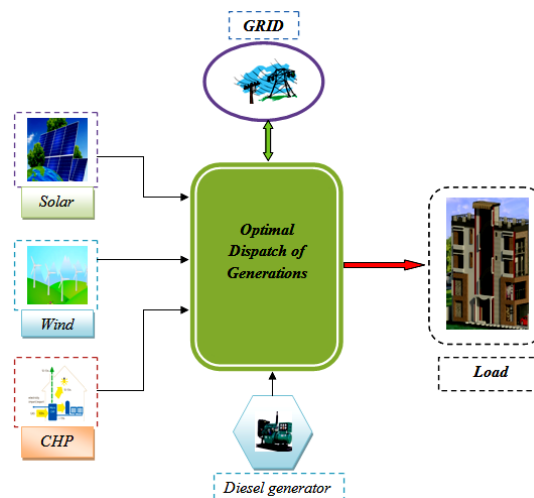 GRID
Solar
Optimal
Dispatch of
Generations
Wind
CHP
Load
Diesel generator